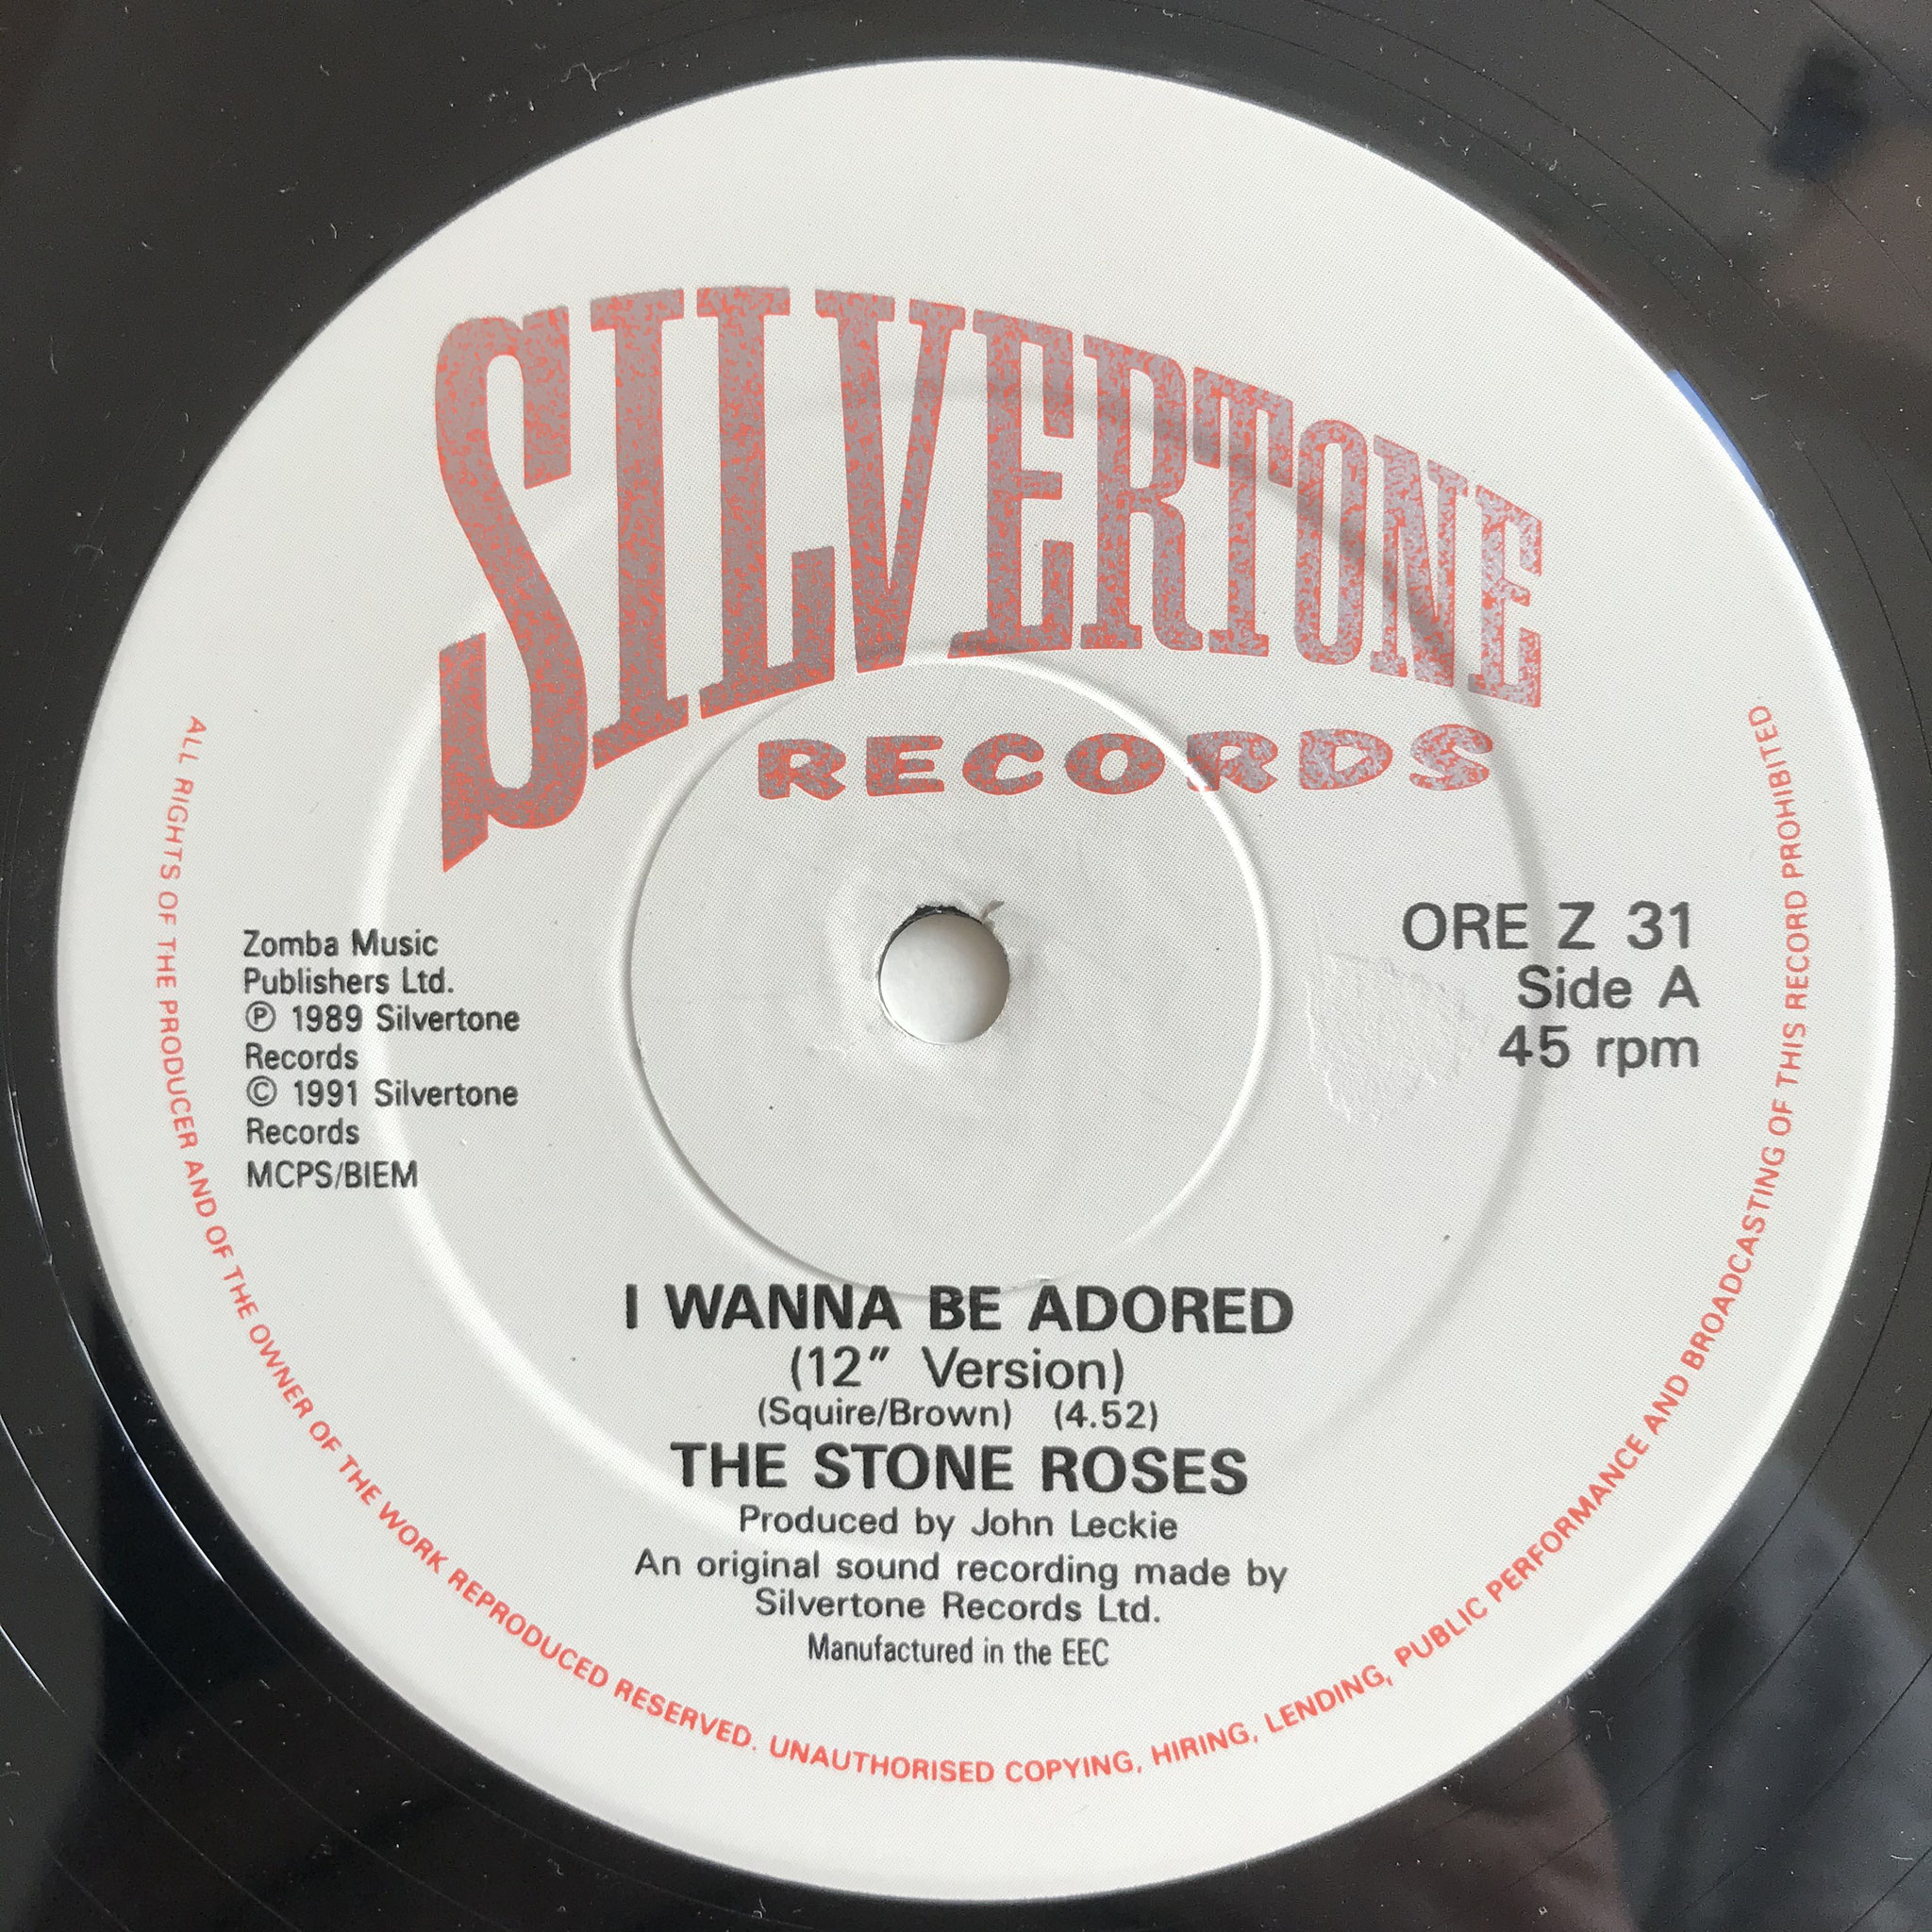 SILVERTONE
RECORDS
Zomba Music
Publishers Ltd.
Ⓟ 1989 Silvertone
Records
© 1991 Silvertone
Records
MCPS/BIEM
ORE Z 31
Side A
45 rpm
I WANNA BE ADORED
(12" Version)
(Squire/Brown) (4.52)
THE STONE ROSES
Produced by John Leckie
An original sound recording made by
Silvertone Records Ltd.
Manufactured in the EEC
ALL RIGHTS OF THE PRODUCER AND OF THE OWNER OF THE WORK REPRODUCED RESERVED. UNAUTHORISED COPYING, HIRING, LENDING, PUBLIC PERFORMANCE AND BROADCASTING OF THIS RECORD PROHIBITED